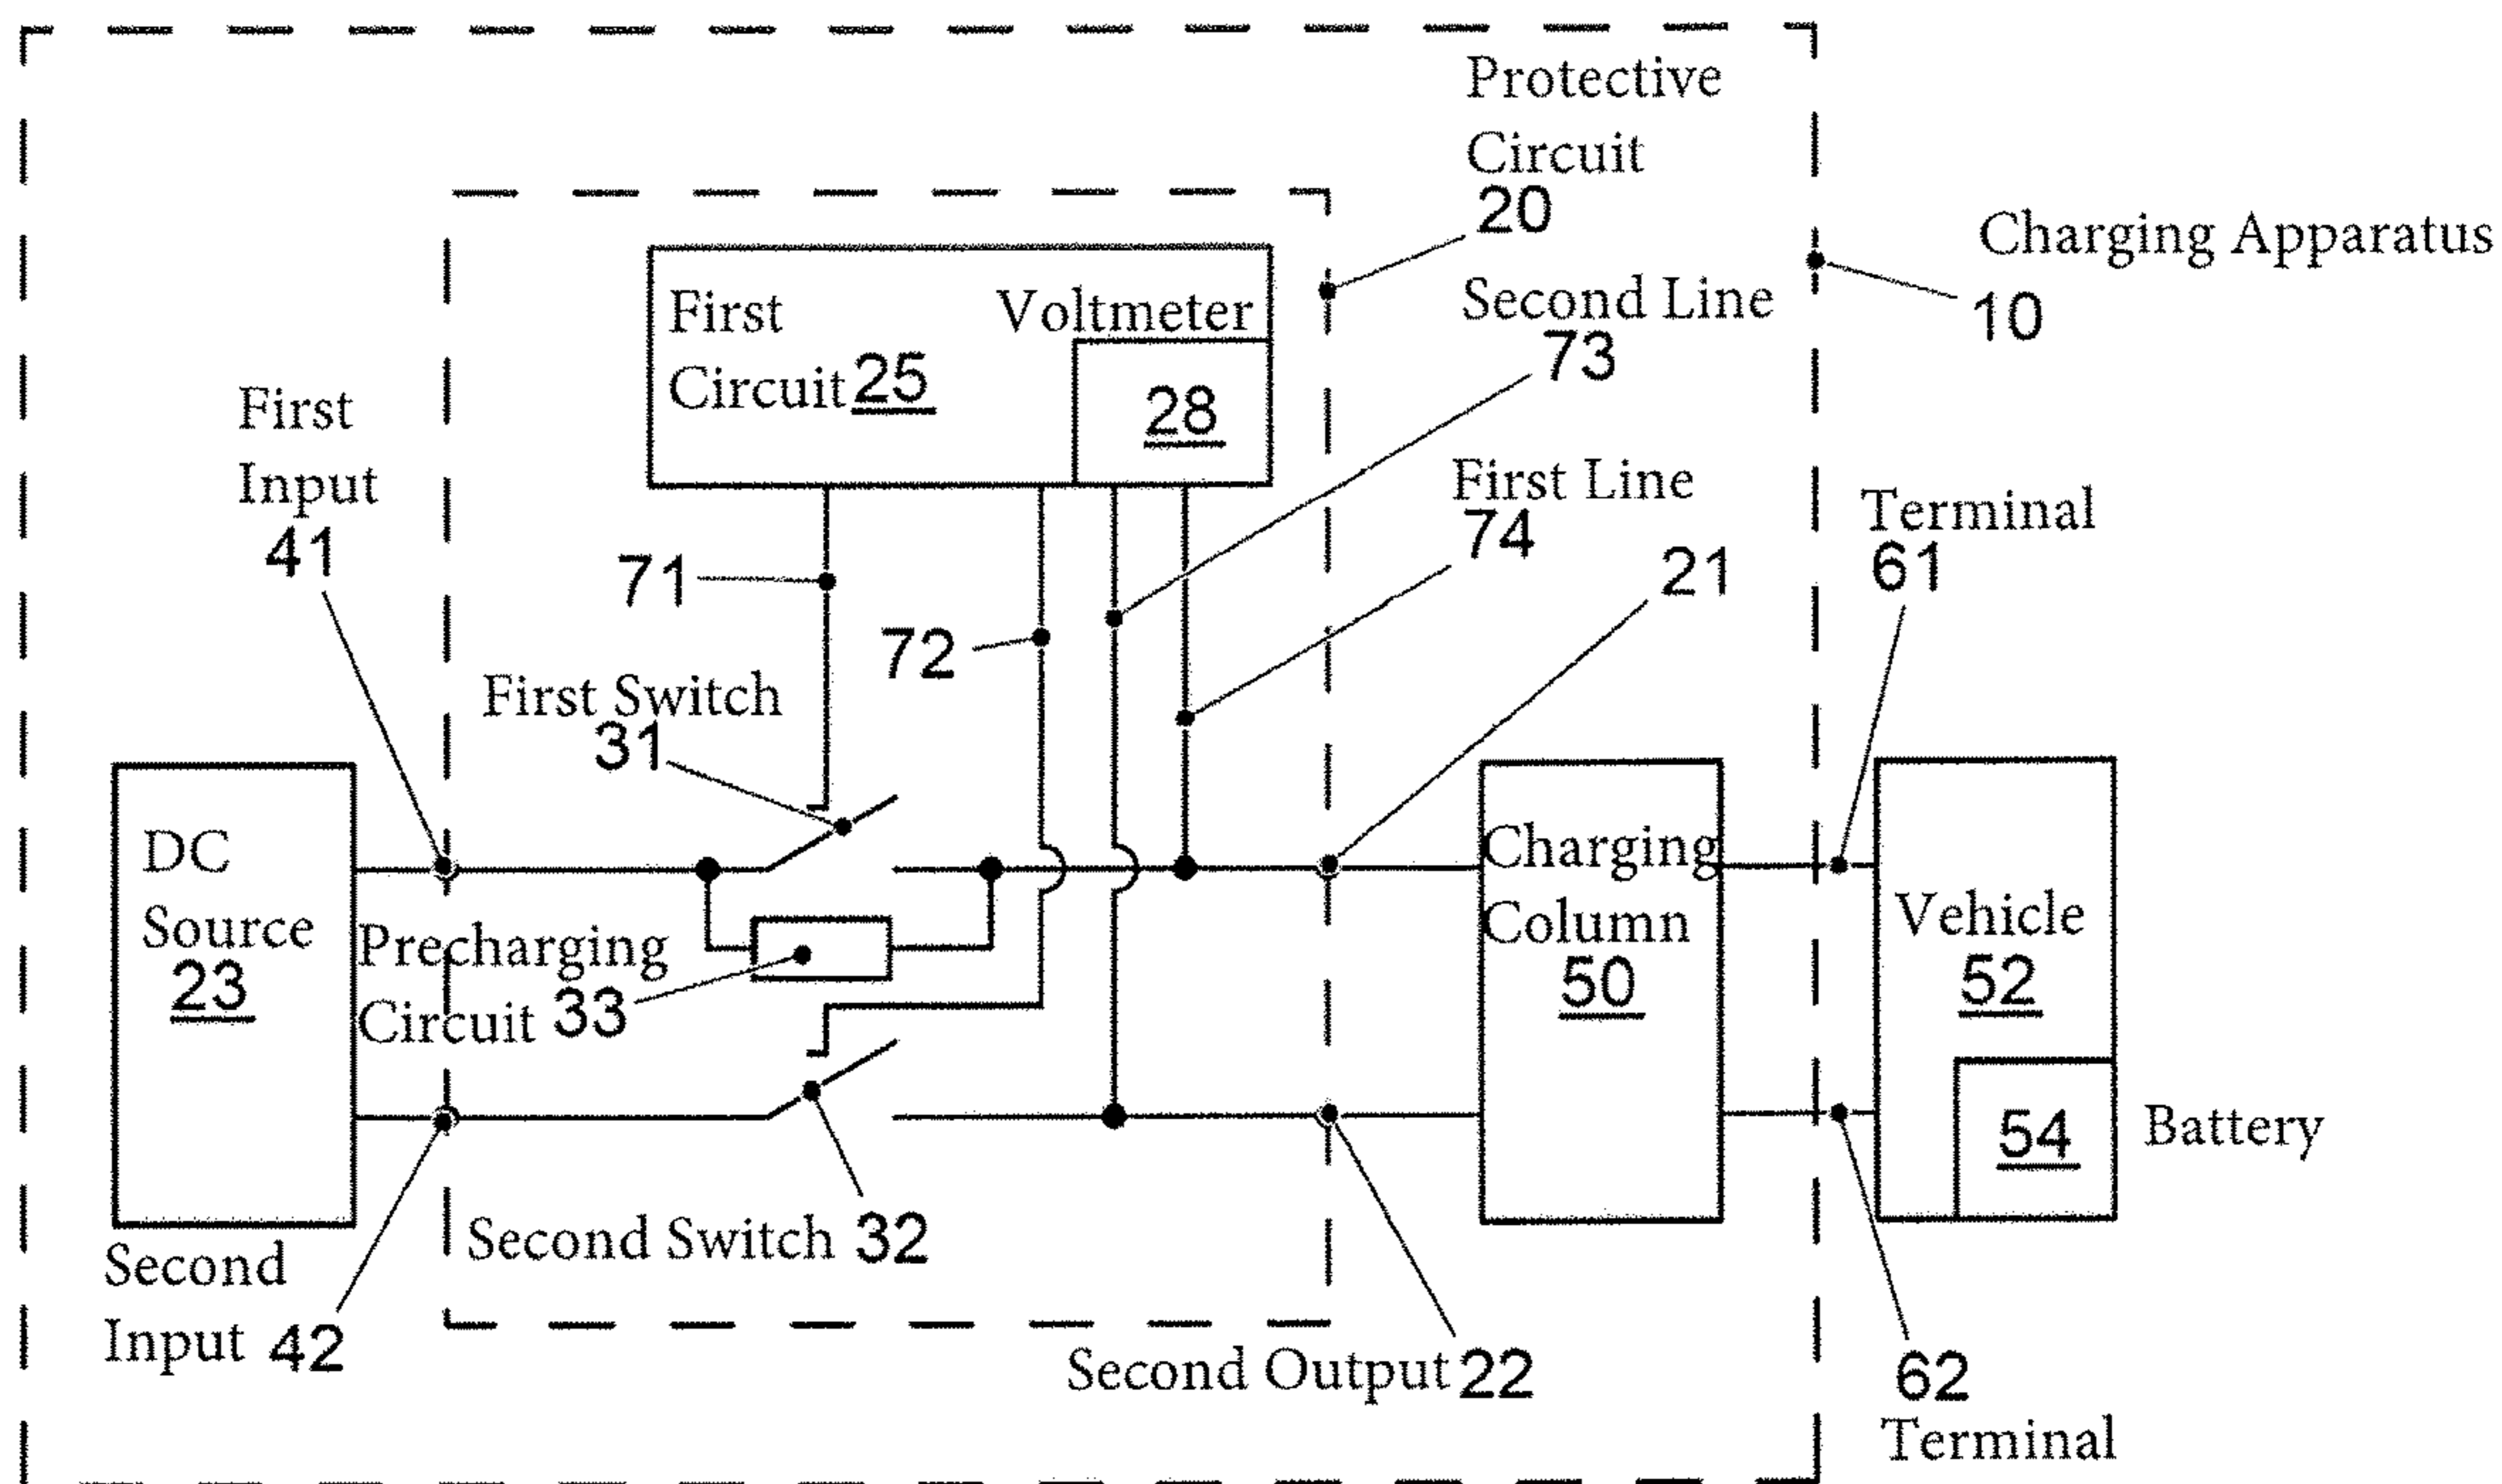 Protective
Circuit
20
Charging Apparatus
10
First
Circuit 25
Voltmeter
28
Second Line
73
First
Input
41
First Line
74
Terminal
61
21
71
72
First Switch
31
DC
Source
23
Precharging
Circuit 33
Charging
Column
50
Vehicle
52
54
Battery
Second
Input 42
Second Switch 32
Second Output 22
62
Terminal